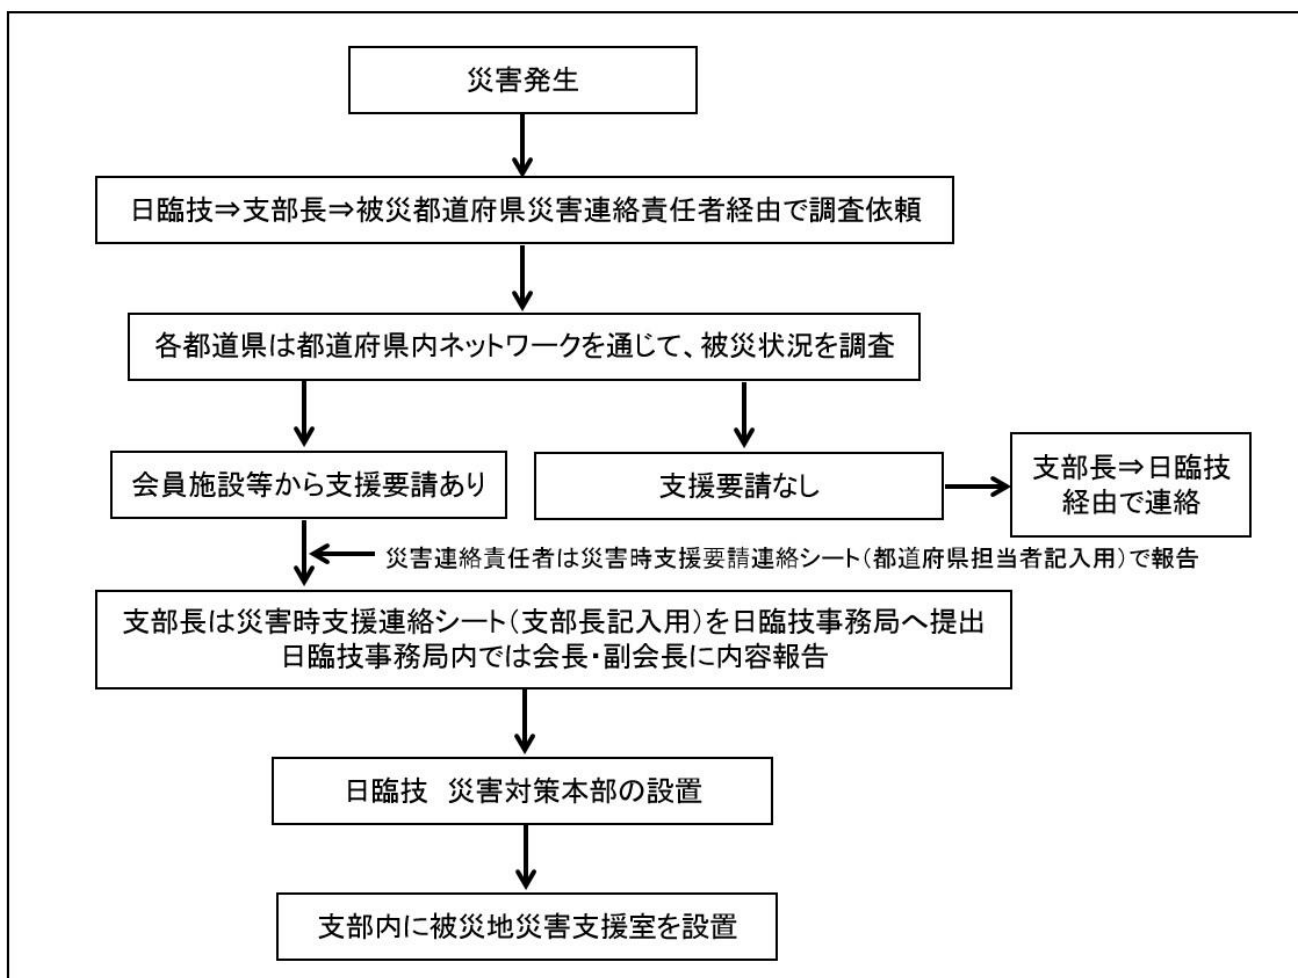 災害発生
日臨技⇒支部長⇒被災都道府県災害連絡責任者経由で調査依頼
各都道県は都道府県内ネットワークを通じて、被災状況を調査
会員施設等から支援要請あり
支援要請なし
支部長⇒日臨技
経由で連絡
災害連絡責任者は災害時支援要請連絡シート(都道府県担当者記入用)で報告
支部長は災害時支援連絡シート(支部長記入用)を日臨技事務局へ提出
日臨技事務局内では会長・副会長に内容報告
日臨技　災害対策本部の設置
支部内に被災地災害支援室を設置